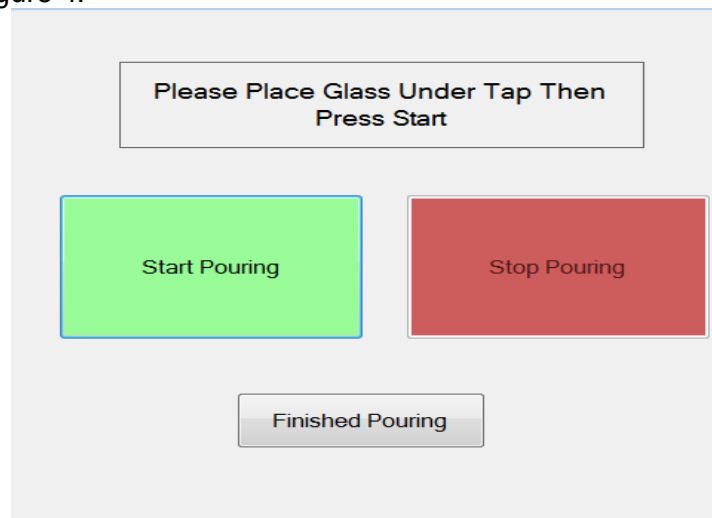 Please Place Glass Under Tap Then
Press Start
Start Pouring
Stop Pouring
Finished Pouring